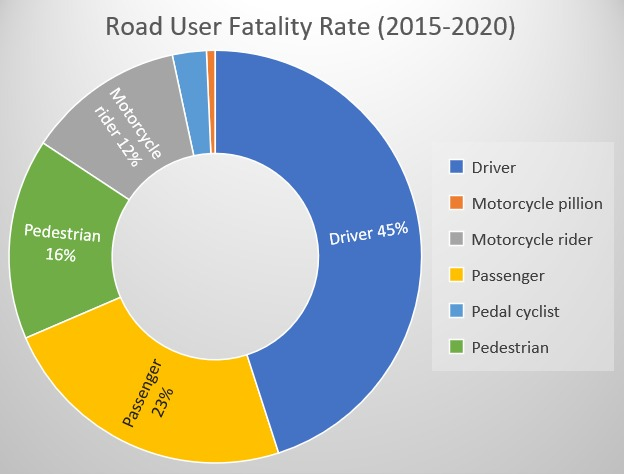 Road User Fatality Rate (2015-2020)
Motorcycle
rider 12%
Pedestrian
16%
Driver 45%
Passenger
23%
Driver
Motorcycle pillion
Motorcycle rider
Passenger
Pedal cyclist
Pedestrian